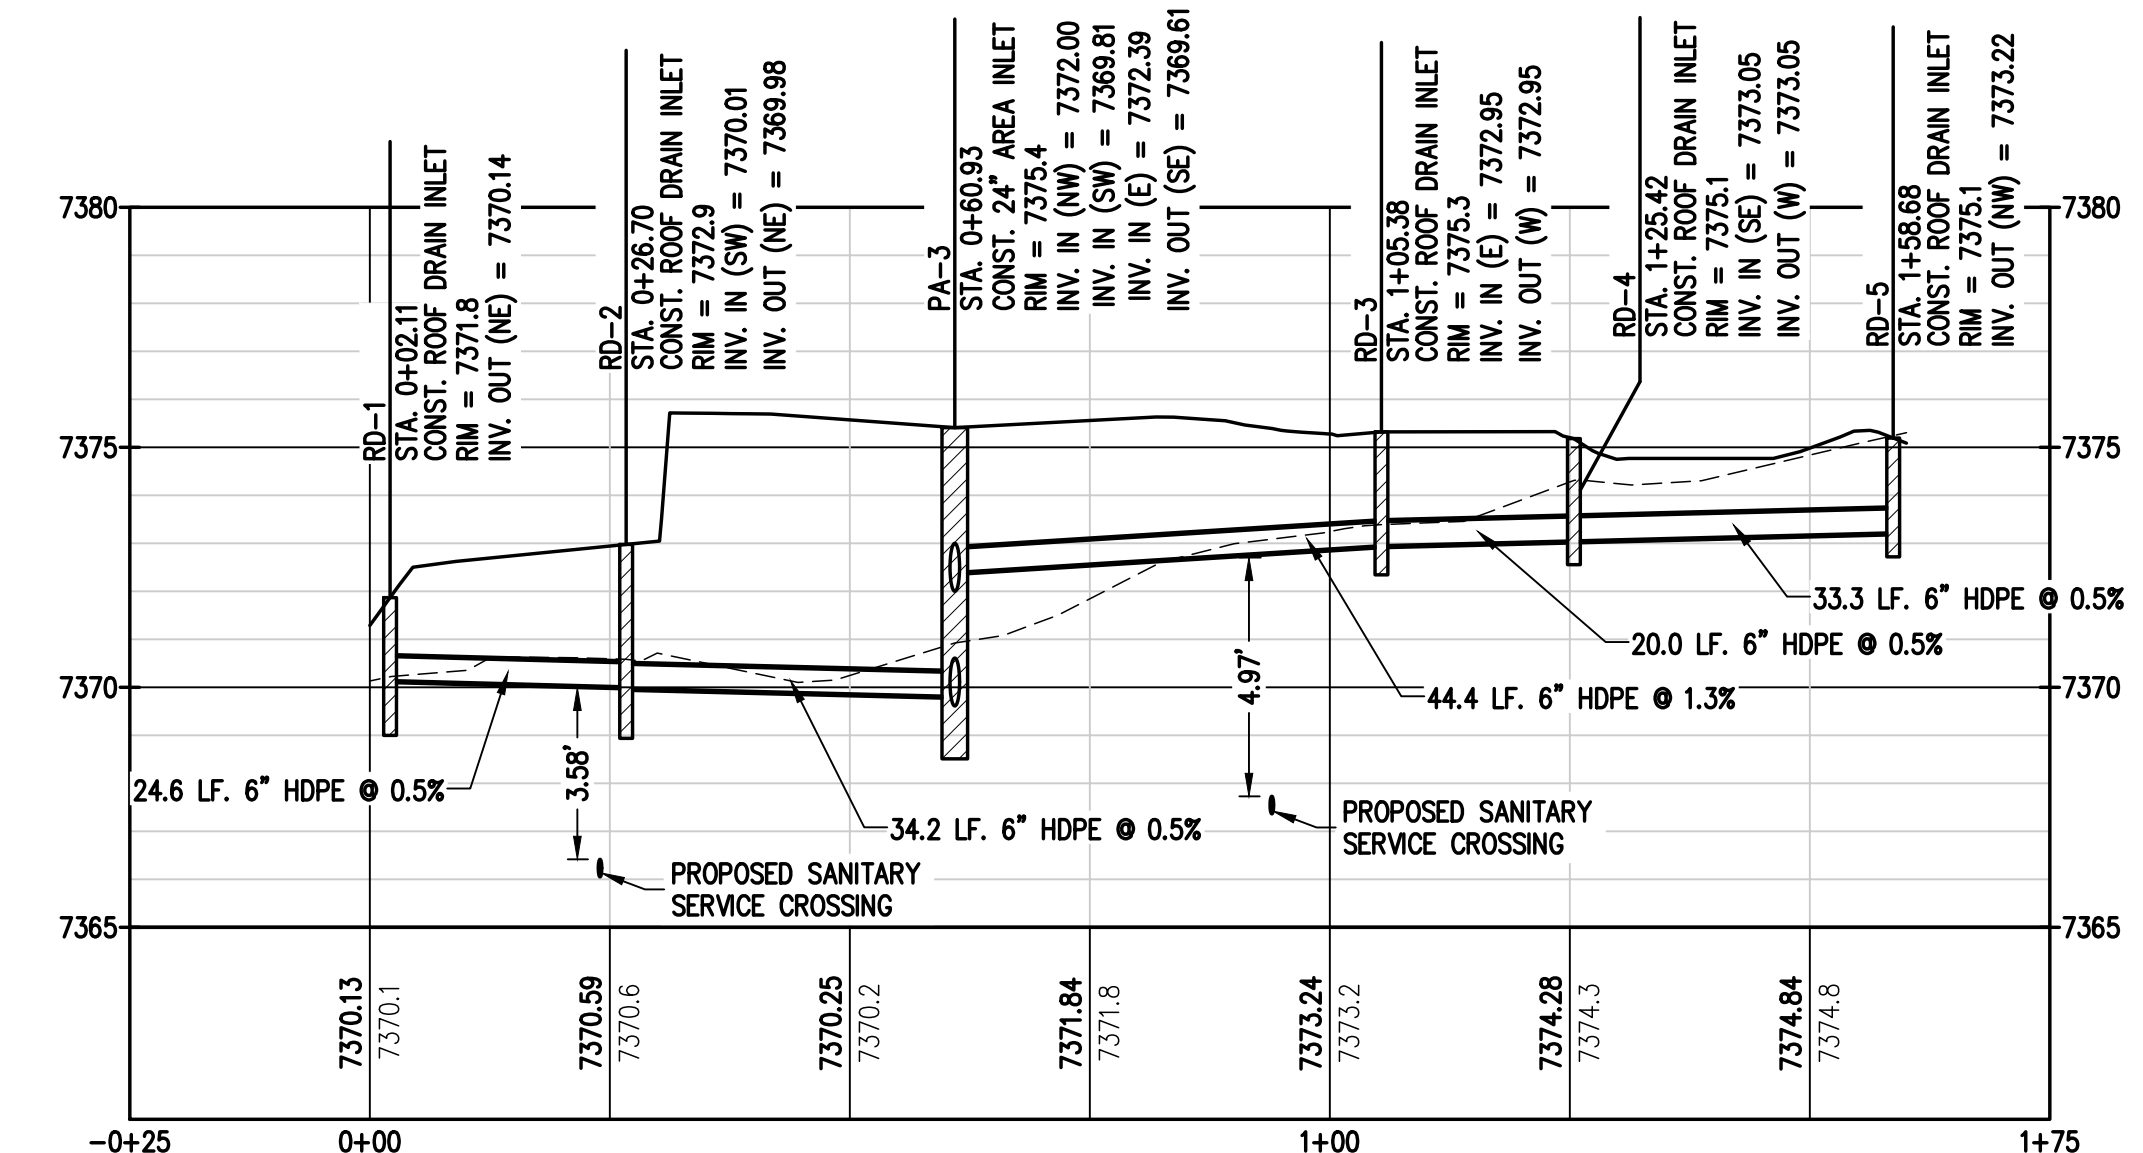 RD-1
STA. 0+02.11
CONST. ROOF DRAIN INLET
RIM = 7371.8
INV. OUT (NE) = 7370.14
RD-2
STA. 0+26.70
CONST. ROOF DRAIN INLET
RIM = 7372.9
INV. IN (SW) = 7370.01
INV. OUT (NE) = 7369.98
PA-3
STA. 0+60.93
CONST. 24" AREA INLET
RIM = 7375.4
INV. IN (NW) = 7372.00
INV. IN (SW) = 7369.81
INV. IN (E) = 7372.39
INV. OUT (SE) = 7369.61
RD-3
STA. 1+05.38
CONST. ROOF DRAIN INLET
RIM = 7375.3
INV. IN (E) = 7372.95
INV. OUT (W) = 7372.95
RD-4
STA. 1+25.42
CONST. ROOF DRAIN INLET
RIM = 7375.1
INV. IN (SE) = 7373.05
INV. OUT (W) = 7373.05
RD-5
STA. 1+58.68
CONST. ROOF DRAIN INLET
RIM = 7375.1
INV. OUT (NW) = 7373.22
7380
7380
7375
7375
7370
7370
7365
7365
33.3 LF. 6" HDPE @ 0.5%
20.0 LF. 6" HDPE @ 0.5%
44.4 LF. 6" HDPE @ 1.3%
4.97'
24.6 LF. 6" HDPE @ 0.5%
3.58'
34.2 LF. 6" HDPE @ 0.5%
PROPOSED SANITARY
SERVICE CROSSING
PROPOSED SANITARY
SERVICE CROSSING
7370.13
7370.1
7370.59
7370.6
7370.25
7370.2
7371.84
7371.8
7373.24
7373.2
7374.28
7374.3
7374.84
7374.8
-0+25
0+00
1+00
1+75